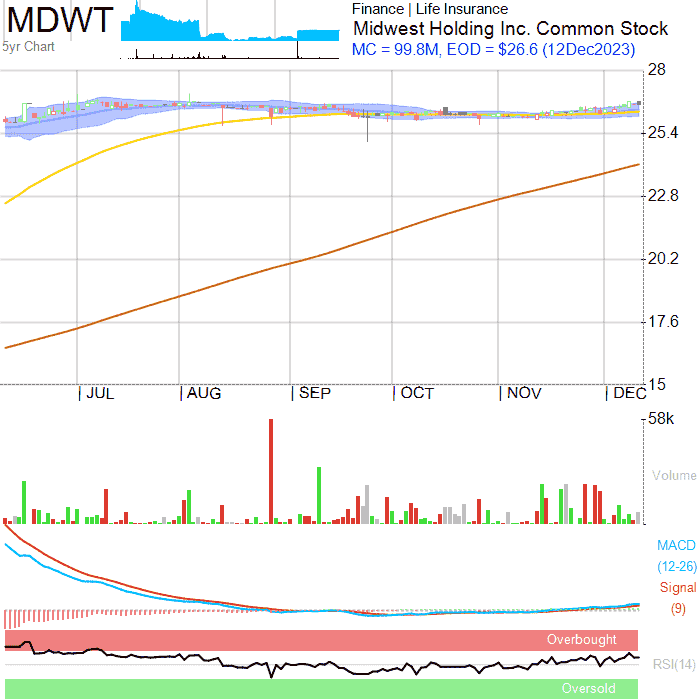 MDWT
5yr Chart
Finance | Life Insurance
Midwest Holding Inc. Common Stock
MC = 99.8M, EOD = $26.6 (12Dec2023)
28
25.4
22.8
20.2
17.6
15
JUL AUG SEP OCT NOV DEC
58k
Volume
MACD
(12-26)
Signal
(9)
Overbought
RSI(14)
Oversold